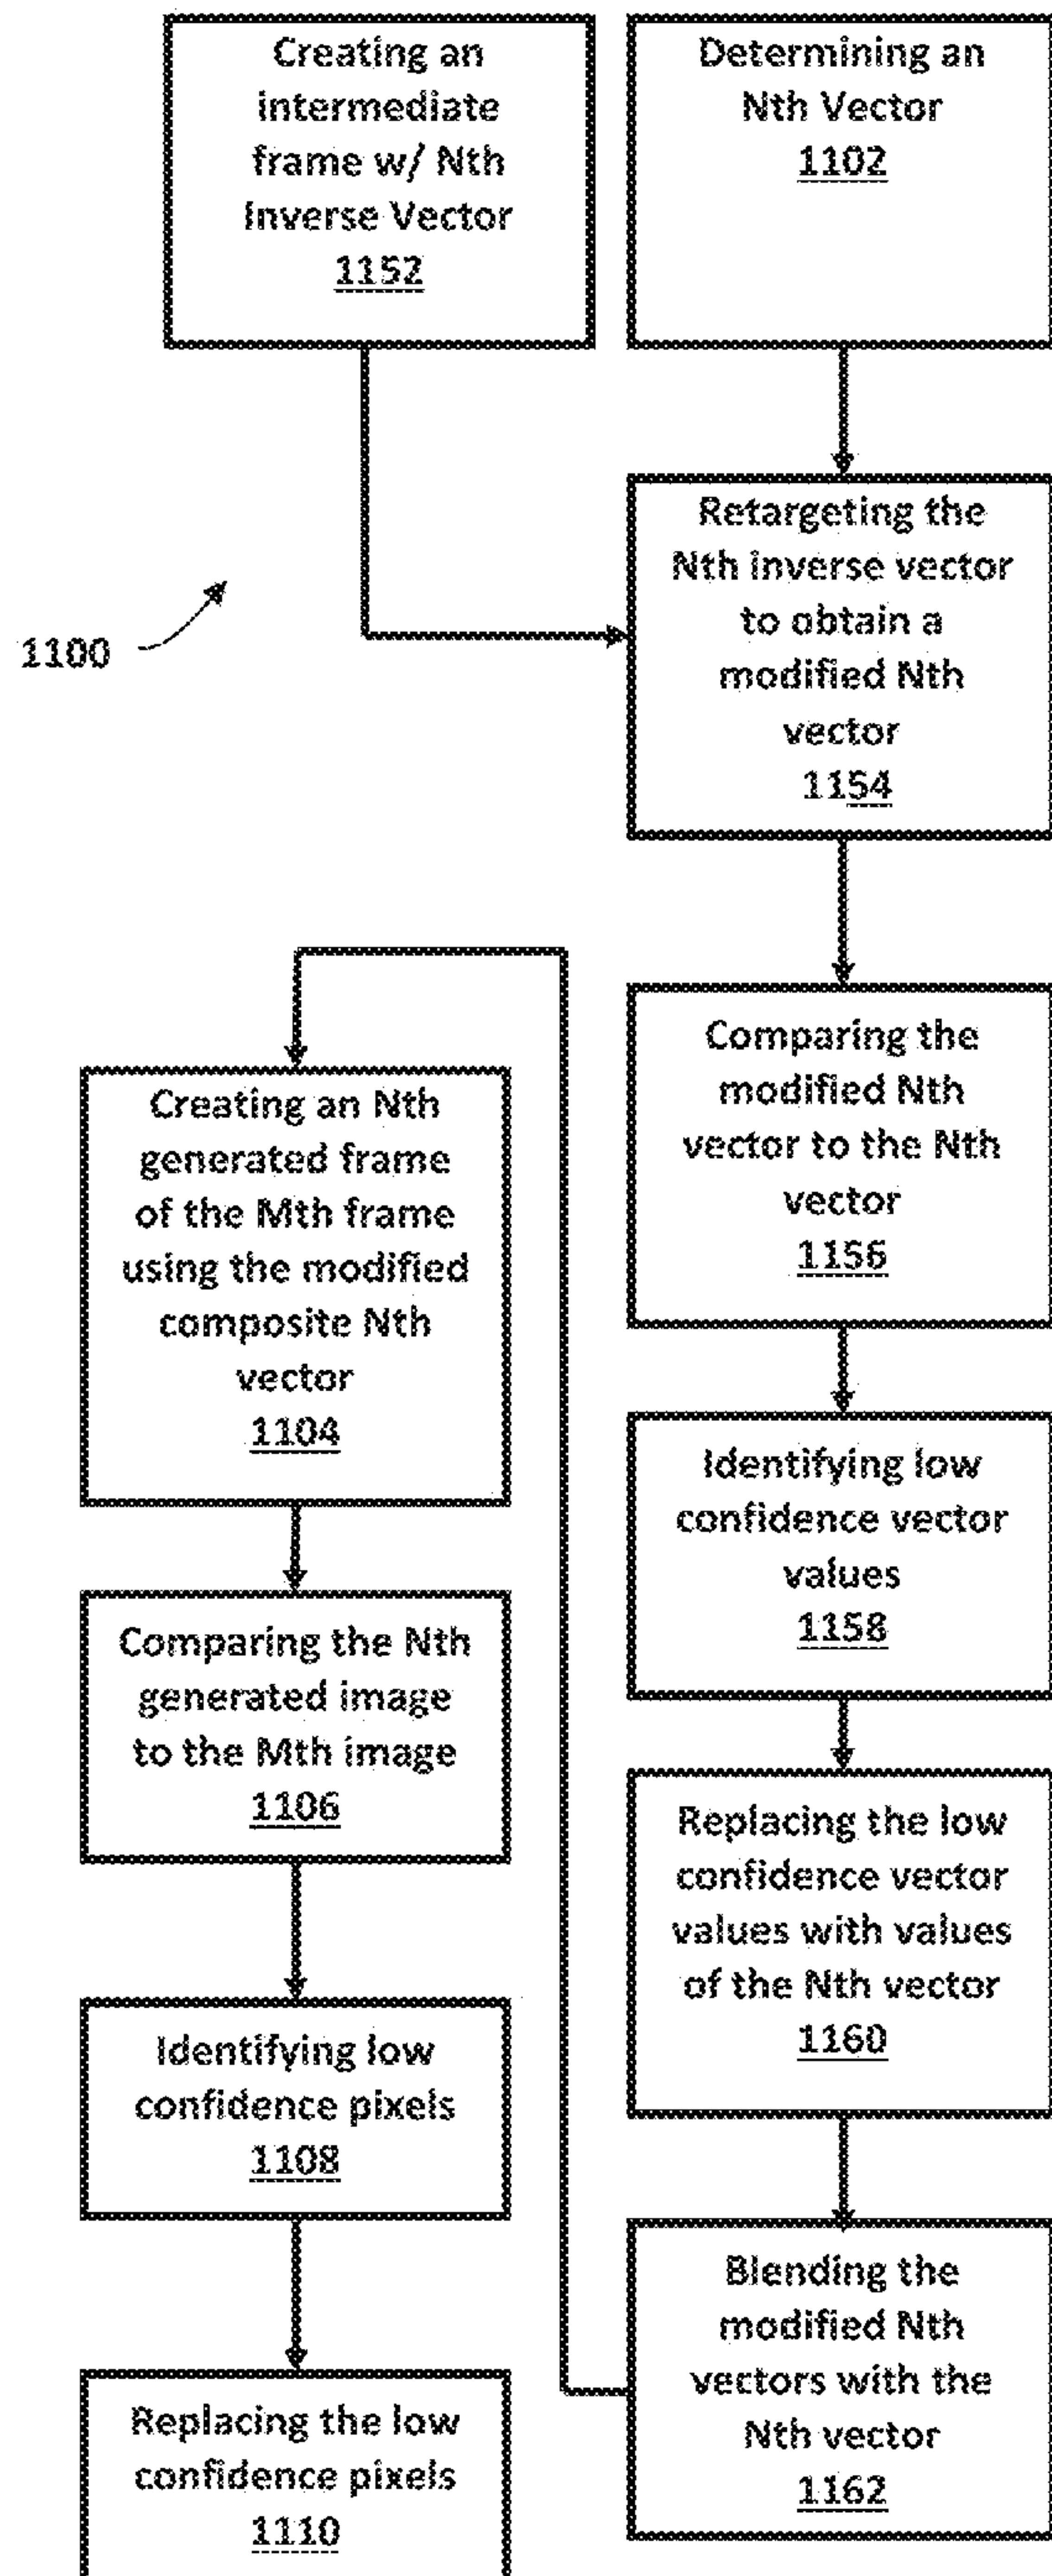 Creating an
intermediate
frame w/ Nth
Inverse Vector
1152
Determining an
Nth Vector
1102
Retargeting the
Nth inverse vector
to obtain a
modified Nth
vector
1154
1100
Comparing the
modified Nth
vector to the Nth
vector
1156
Identifying low
confidence vector
values
1158
Replacing the low
confidence vector
values with values
of the Nth vector
1160
Blending the
modified Nth
vectors with the
Nth vector
1162
Creating an Nth
generated frame
of the Mth frame
using the modified
composite Nth
vector
1104
Comparing the Nth
generated image
to the Mth image
1106
Identifying low
confidence pixels
1108
Replacing the low
confidence pixels
1110